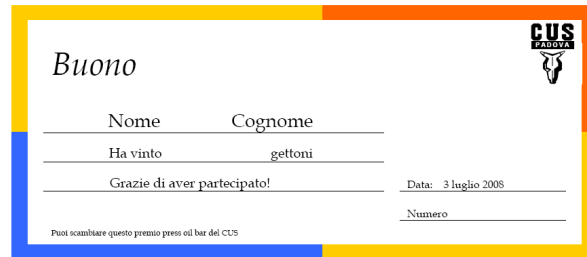 CUS
PADOVA
Buono
Nome Cognome
Ha vinto gettoni
Grazie di aver partecipato!
Data: 3 luglio 2008
Numero
Puoi scambiare questo premio press oil bar del CUS